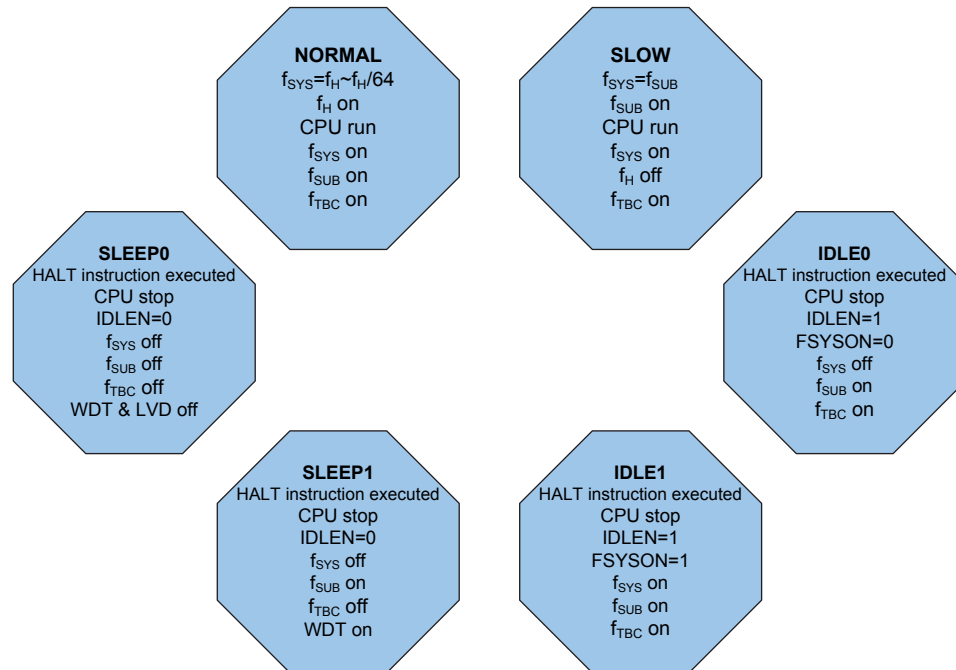 NORMAL
fSYS=fH~fH/64
fH on
CPU run
fSYS on
fSUB on
fTBC on
SLOW
fSYS=fSUB
fSUB on
CPU run
fSYS on
fH off
fTBC on
SLEEP0
HALT instruction executed
CPU stop
IDLEN=0
fSYS off
fSUB off
fTBC off
WDT & LVD off
IDLE0
HALT instruction executed
CPU stop
IDLEN=1
FSYSON=0
fSYS off
fSUB on
fTBC on
SLEEP1
HALT instruction executed
CPU stop
IDLEN=0
fSYS off
fSUB on
fTBC off
WDT on
IDLE1
HALT instruction executed
CPU stop
IDLEN=1
FSYSON=1
fSYS on
fSUB on
fTBC on